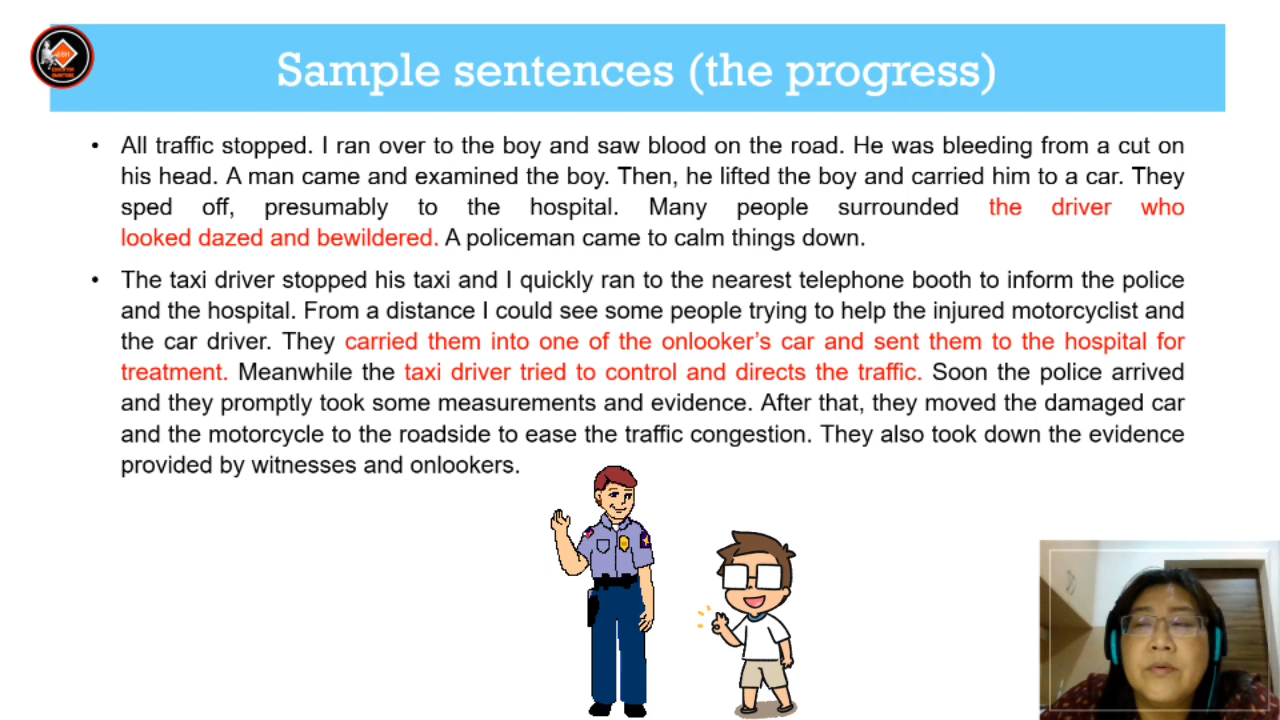 Sample sentences (the progress)
• All traffic stopped. I ran over to the boy and saw blood on the road. He was bleeding from a cut on
his head. A man came and examined the boy. Then, he lifted the boy and carried him to a car. They
sped off, presumably to the hospital. Many people surrounded the driver who
looked dazed and bewildered. A policeman came to calm things down.
• The taxi driver stopped his taxi and I quickly ran to the nearest telephone booth to inform the police
and the hospital. From a distance I could see some people trying to help the injured motorcyclist and
the car driver. They carried them into one of the onlooker’s car and sent them to the hospital for
treatment. Meanwhile the taxi driver tried to control and directs the traffic. Soon the police arrived
and they promptly took some measurements and evidence. After that, they moved the damaged car
and the motorcycle to the roadside to ease the traffic congestion. They also took down the evidence
provided by witnesses and onlookers.